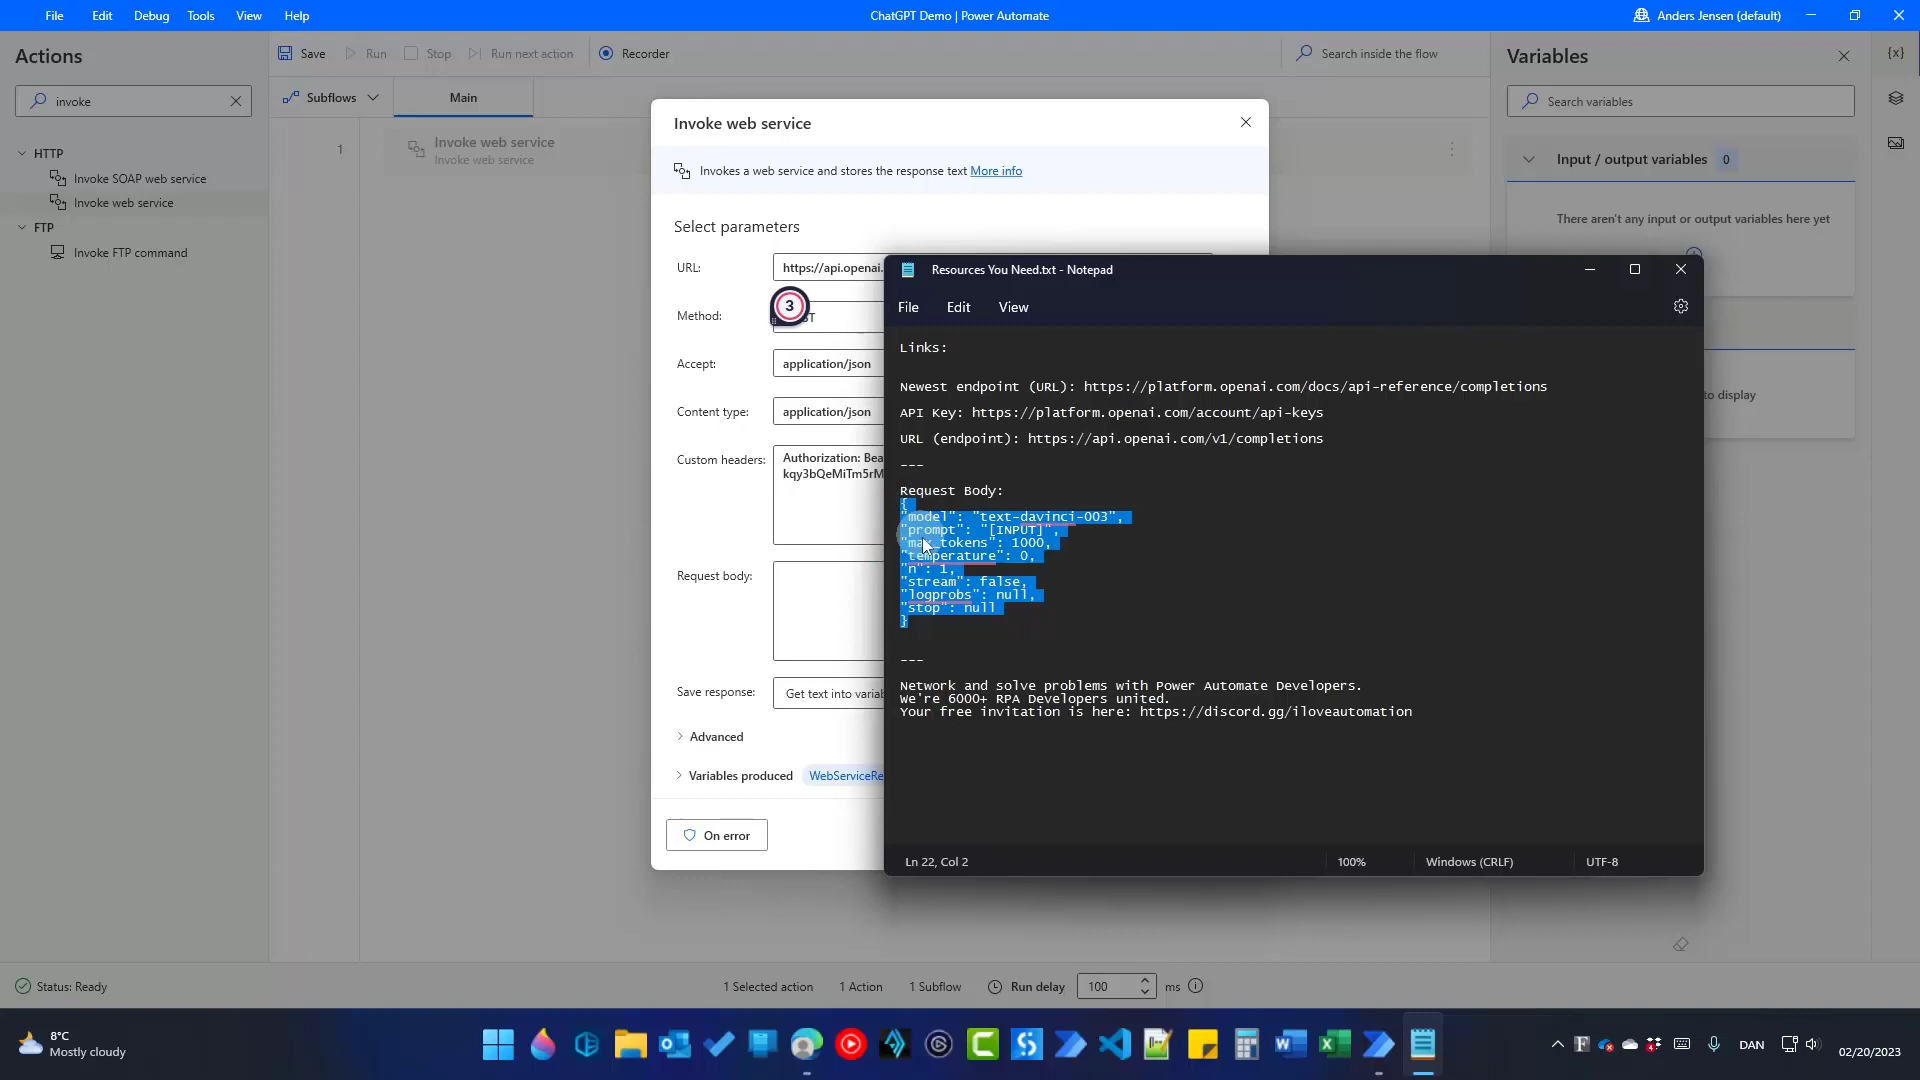 File Edit Debug Tools View Help
ChatGPT Demo | Power Automate
Anders Jensen (default)
Actions
Save Run Stop Run next action Recorder
Search inside the flow
Variables
{x}
invoke
Subflows Main
Search variables
1 Invoke web service
Invoke web service
HTTP
Invoke SOAP web service
Invoke web service
FTP
Invoke FTP command
Input / output variables 0
There aren't any input or output variables here yet
to display
Invoke web service
Invokes a web service and stores the response text More info
Select parameters
URL: https://api.openai.
3
Method:
Accept: application/json
Content type: application/json
Custom headers: Authorization: Bea
kqy3bQeMiTm5rM
Request body:
Save response: Get text into variab
Advanced
Variables produced WebServiceRe
On error
Resources You Need.txt - Notepad
File Edit View
Links:
Newest endpoint (URL): https://platform.openai.com/docs/api-reference/completions
API Key: https://platform.openai.com/account/api-keys
URL (endpoint): https://api.openai.com/v1/completions
---
Request Body:
{
"model": "text-davinci-003",
"prompt": "[INPUT]",
"max_tokens": 1000,
"temperature": 0,
"n": 1,
"stream": false,
"logprobs": null,
"stop": null
}
---
Network and solve problems with Power Automate Developers.
We're 6000+ RPA Developers united.
Your free invitation is here: https://discord.gg/iloveautomation
Ln 22, Col 2 100% Windows (CRLF) UTF-8
Status: Ready
1 Selected action 1 Action 1 Subflow Run delay 100 ms
8°C
Mostly cloudy
DAN
02/20/2023